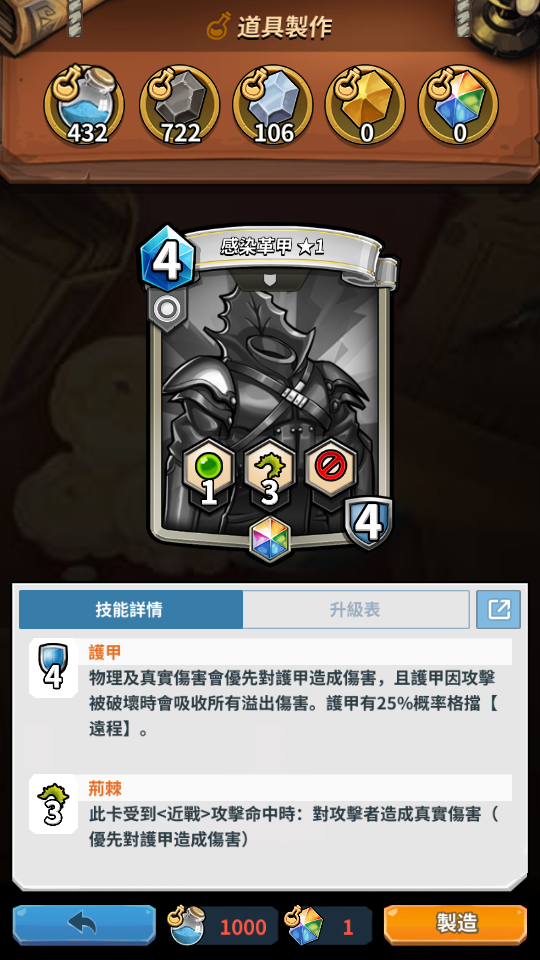 道具製作
432
722
106
0
0
4
感染革甲 ★1
1
3
4
技能詳情
升級表
護甲
4
物理及真實傷害會優先對護甲造成傷害，且護甲因攻擊
被破壞時會吸收所有溢出傷害。護甲有25%概率格擋【
遠程】。
荊棘
3
此卡受到<近戰>攻擊命中時：對攻擊者造成真實傷害（
優先對護甲造成傷害）
1000
1
製造